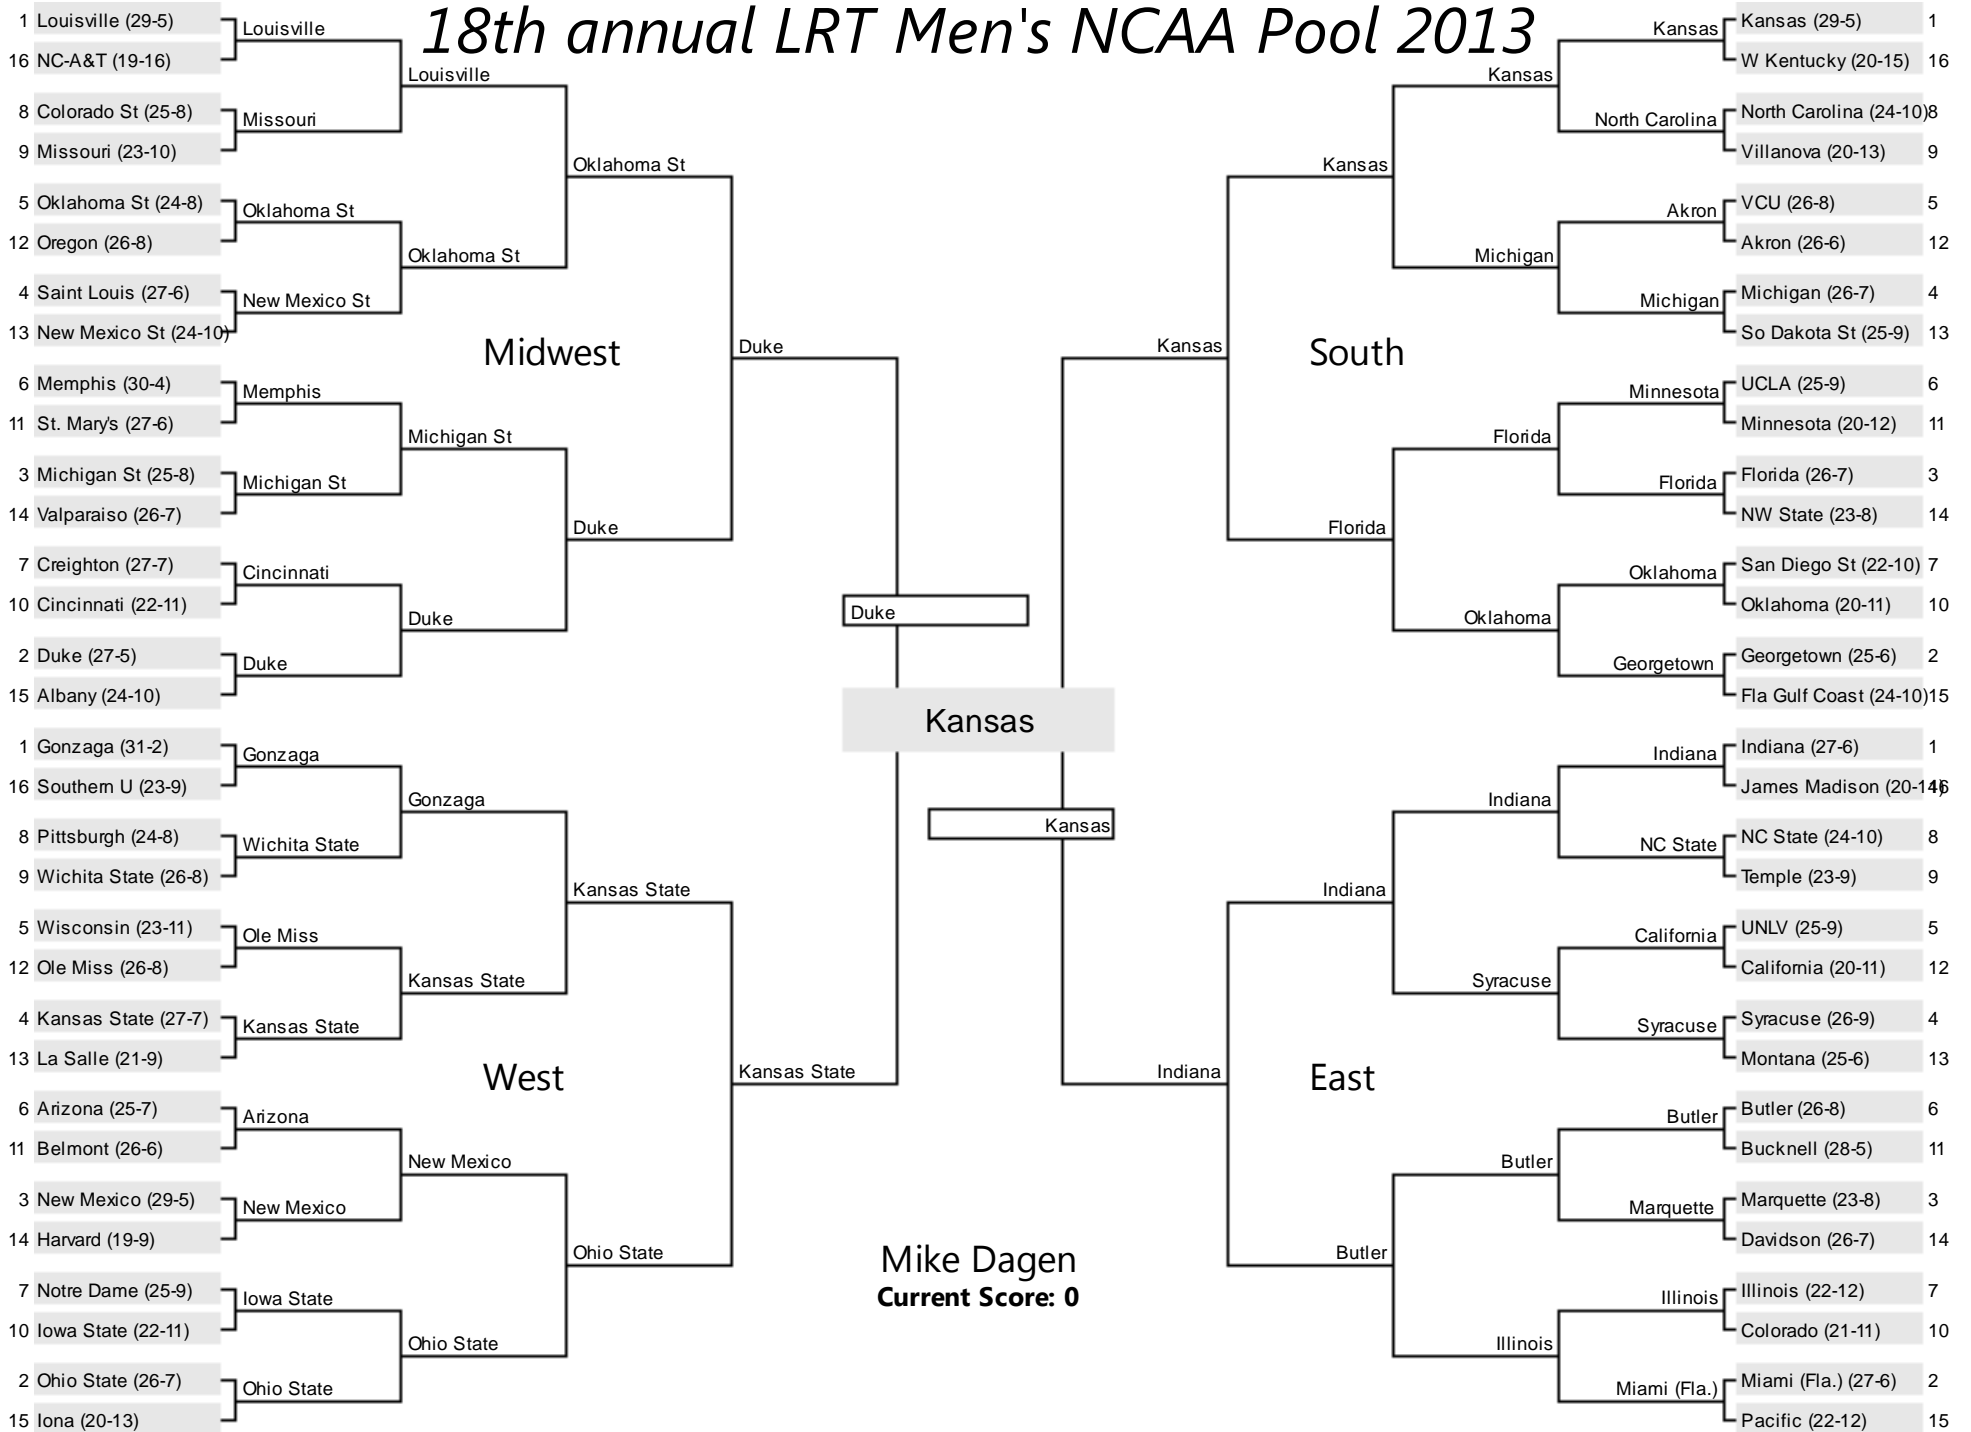 18th annual LRT Men's NCAA Pool 2013
1 Louisville (29-5)
16 NC-A&T (19-16)
8 Colorado St (25-8)
9 Missouri (23-10)
5 Oklahoma St (24-8)
12 Oregon (26-8)
4 Saint Louis (27-6)
13 New Mexico St (24-10)
6 Memphis (30-4)
11 St. Mary's (27-6)
3 Michigan St (25-8)
14 Valparaiso (26-7)
7 Creighton (27-7)
10 Cincinnati (22-11)
2 Duke (27-5)
15 Albany (24-10)
Louisville
Missouri
Oklahoma St
New Mexico St
Memphis
Michigan St
Cincinnati
Duke
Louisville
Oklahoma St
Michigan St
Duke
Oklahoma St
Duke
Midwest
Duke
1 Gonzaga (31-2)
16 Southern U (23-9)
8 Pittsburgh (24-8)
9 Wichita State (26-8)
5 Wisconsin (23-11)
12 Ole Miss (26-8)
4 Kansas State (27-7)
13 La Salle (21-9)
6 Arizona (25-7)
11 Belmont (26-6)
3 New Mexico (29-5)
14 Harvard (19-9)
7 Notre Dame (25-9)
10 Iowa State (22-11)
2 Ohio State (26-7)
15 Iona (20-13)
Gonzaga
Wichita State
Ole Miss
Kansas State
Arizona
New Mexico
Iowa State
Ohio State
Gonzaga
Kansas State
New Mexico
Ohio State
Kansas State
Ohio State
West
Kansas State
Duke
Kansas
Kansas
Mike Dagen
Current Score: 0
Kansas
South
Kansas
Florida
Kansas
Michigan
Florida
Oklahoma
Kansas
North Carolina
Akron
Michigan
Minnesota
Florida
Oklahoma
Georgetown
Kansas (29-5) 1
W Kentucky (20-15) 16
North Carolina (24-10) 8
Villanova (20-13) 9
VCU (26-8) 5
Akron (26-6) 12
Michigan (26-7) 4
So Dakota St (25-9) 13
UCLA (25-9) 6
Minnesota (20-12) 11
Florida (26-7) 3
NW State (23-8) 14
San Diego St (22-10) 7
Oklahoma (20-11) 10
Georgetown (25-6) 2
Fla Gulf Coast (24-10) 15
Indiana
East
Indiana
Butler
Indiana
Syracuse
Butler
Illinois
Indiana
NC State
California
Syracuse
Butler
Marquette
Illinois
Miami (Fla.)
Indiana (27-6) 1
James Madison (20-14) 16
NC State (24-10) 8
Temple (23-9) 9
UNLV (25-9) 5
California (20-11) 12
Syracuse (26-9) 4
Montana (25-6) 13
Butler (26-8) 6
Bucknell (28-5) 11
Marquette (23-8) 3
Davidson (26-7) 14
Illinois (22-12) 7
Colorado (21-11) 10
Miami (Fla.) (27-6) 2
Pacific (22-12) 15